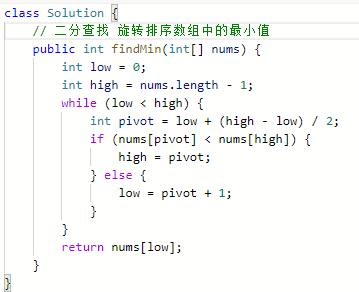 class Solution {
    // 二分查找 旋转排序数组中的最小值
    public int findMin(int[] nums) {
        int low = 0;
        int high = nums.length - 1;
        while (low < high) {
            int pivot = low + (high - low) / 2;
            if (nums[pivot] < nums[high]) {
                high = pivot;
            } else {
                low = pivot + 1;
            }
        }
        return nums[low];
    }
}